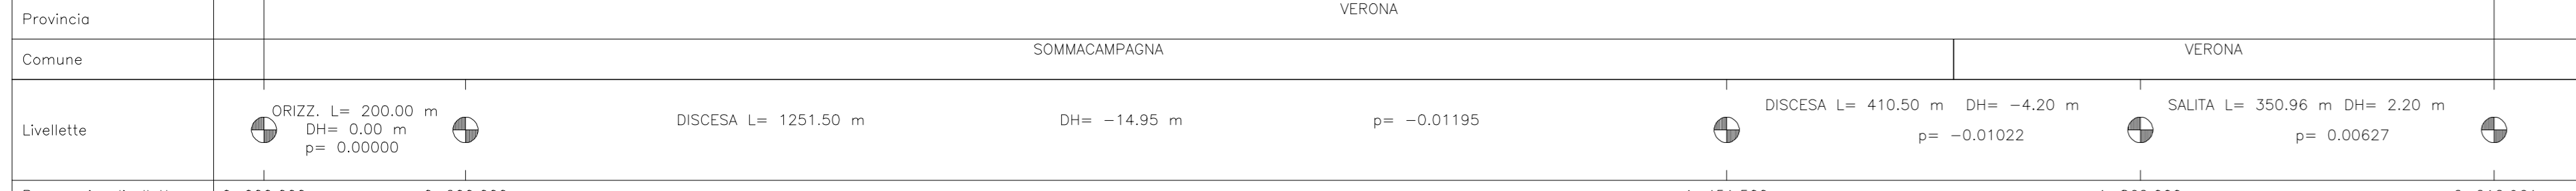 Provincia
VERONA
Comune
SOMMACAMPAGNA
VERONA
Livellette
ORIZZ. L= 200.00 m
DH= 0.00 m
p= 0.00000
DISCESA L= 1251.50 m
DH= −14.95 m
p= −0.01195
DISCESA L= 410.50 m DH= −4.20 m
p= −0.01022
SALITA L= 350.96 m DH= 2.20 m
p= 0.00627